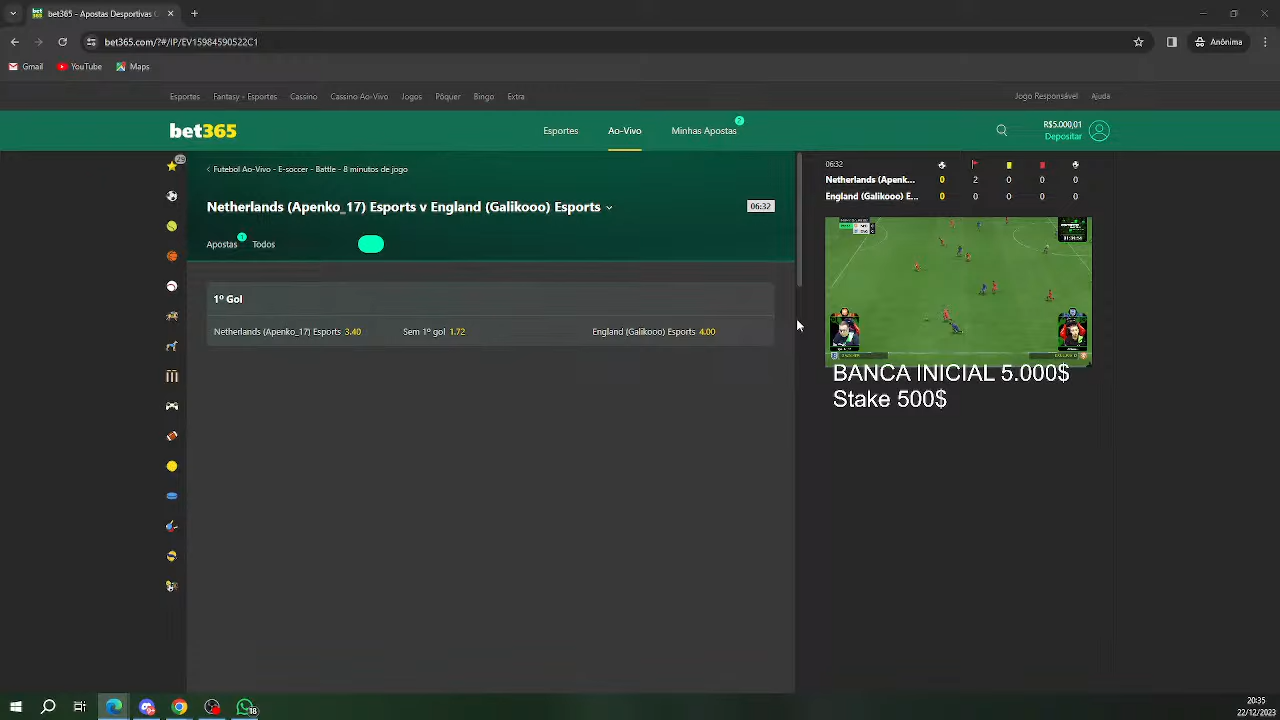 bet365 - Apostas Desportivas O
bet365.com/?#/IP/EV15984590522C1
Anônima
Gmail YouTube Maps
Esportes Fantasy - Esportes Cassino Cassino Ao-Vivo Jogos Pôquer Bingo Extra Jogo Responsável Ajuda
bet365 Esportes Ao-Vivo Minhas Apostas 2 R$5.000,01
Depositar
25
Futebol Ao-Vivo - E-soccer - Battle - 8 minutos de jogo
Netherlands (Apenko_17) Esports v England (Galikooo) Esports 06:32
Apostas 1 Todos
1º Gol
Netherlands (Apenko_17) Esports 3.40 Sem 1º gol 1.72 England (Galikooo) Esports 4.00
06:32
Netherlands (Apenk... 0 2 0 0 0
England (Galikooo) E... 0 0 0 0 0
BANCA INICIAL 5.000$
Stake 500$
18
20:35
22/12/2023